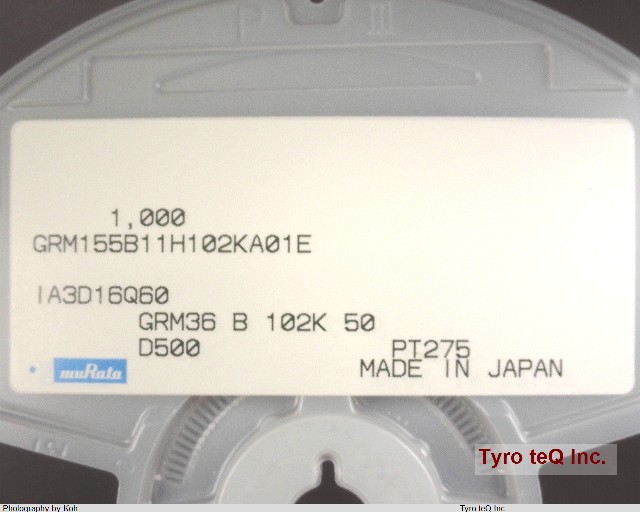 P
1,000
GRM155B11H102KA01E
IA3D16Q60
GRM36 B 102K 50
D500 PT275
muRata MADE IN JAPAN
Tyro teQ Inc.
Photography by Koh Tyro teQ Inc